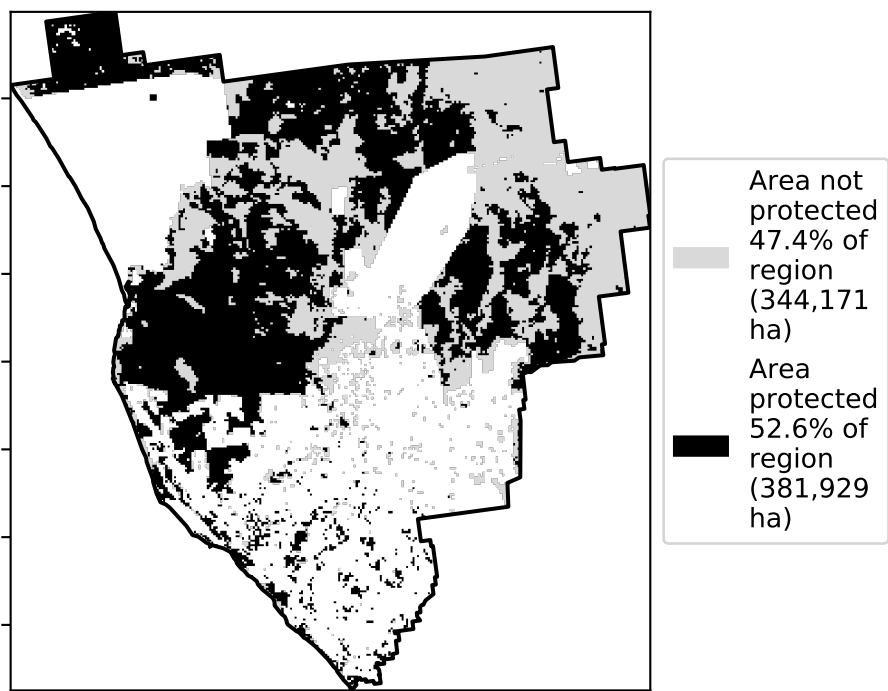 Area not
protected
47.4% of
region
(344,171
ha)
Area
protected
52.6% of
region
(381,929
ha)